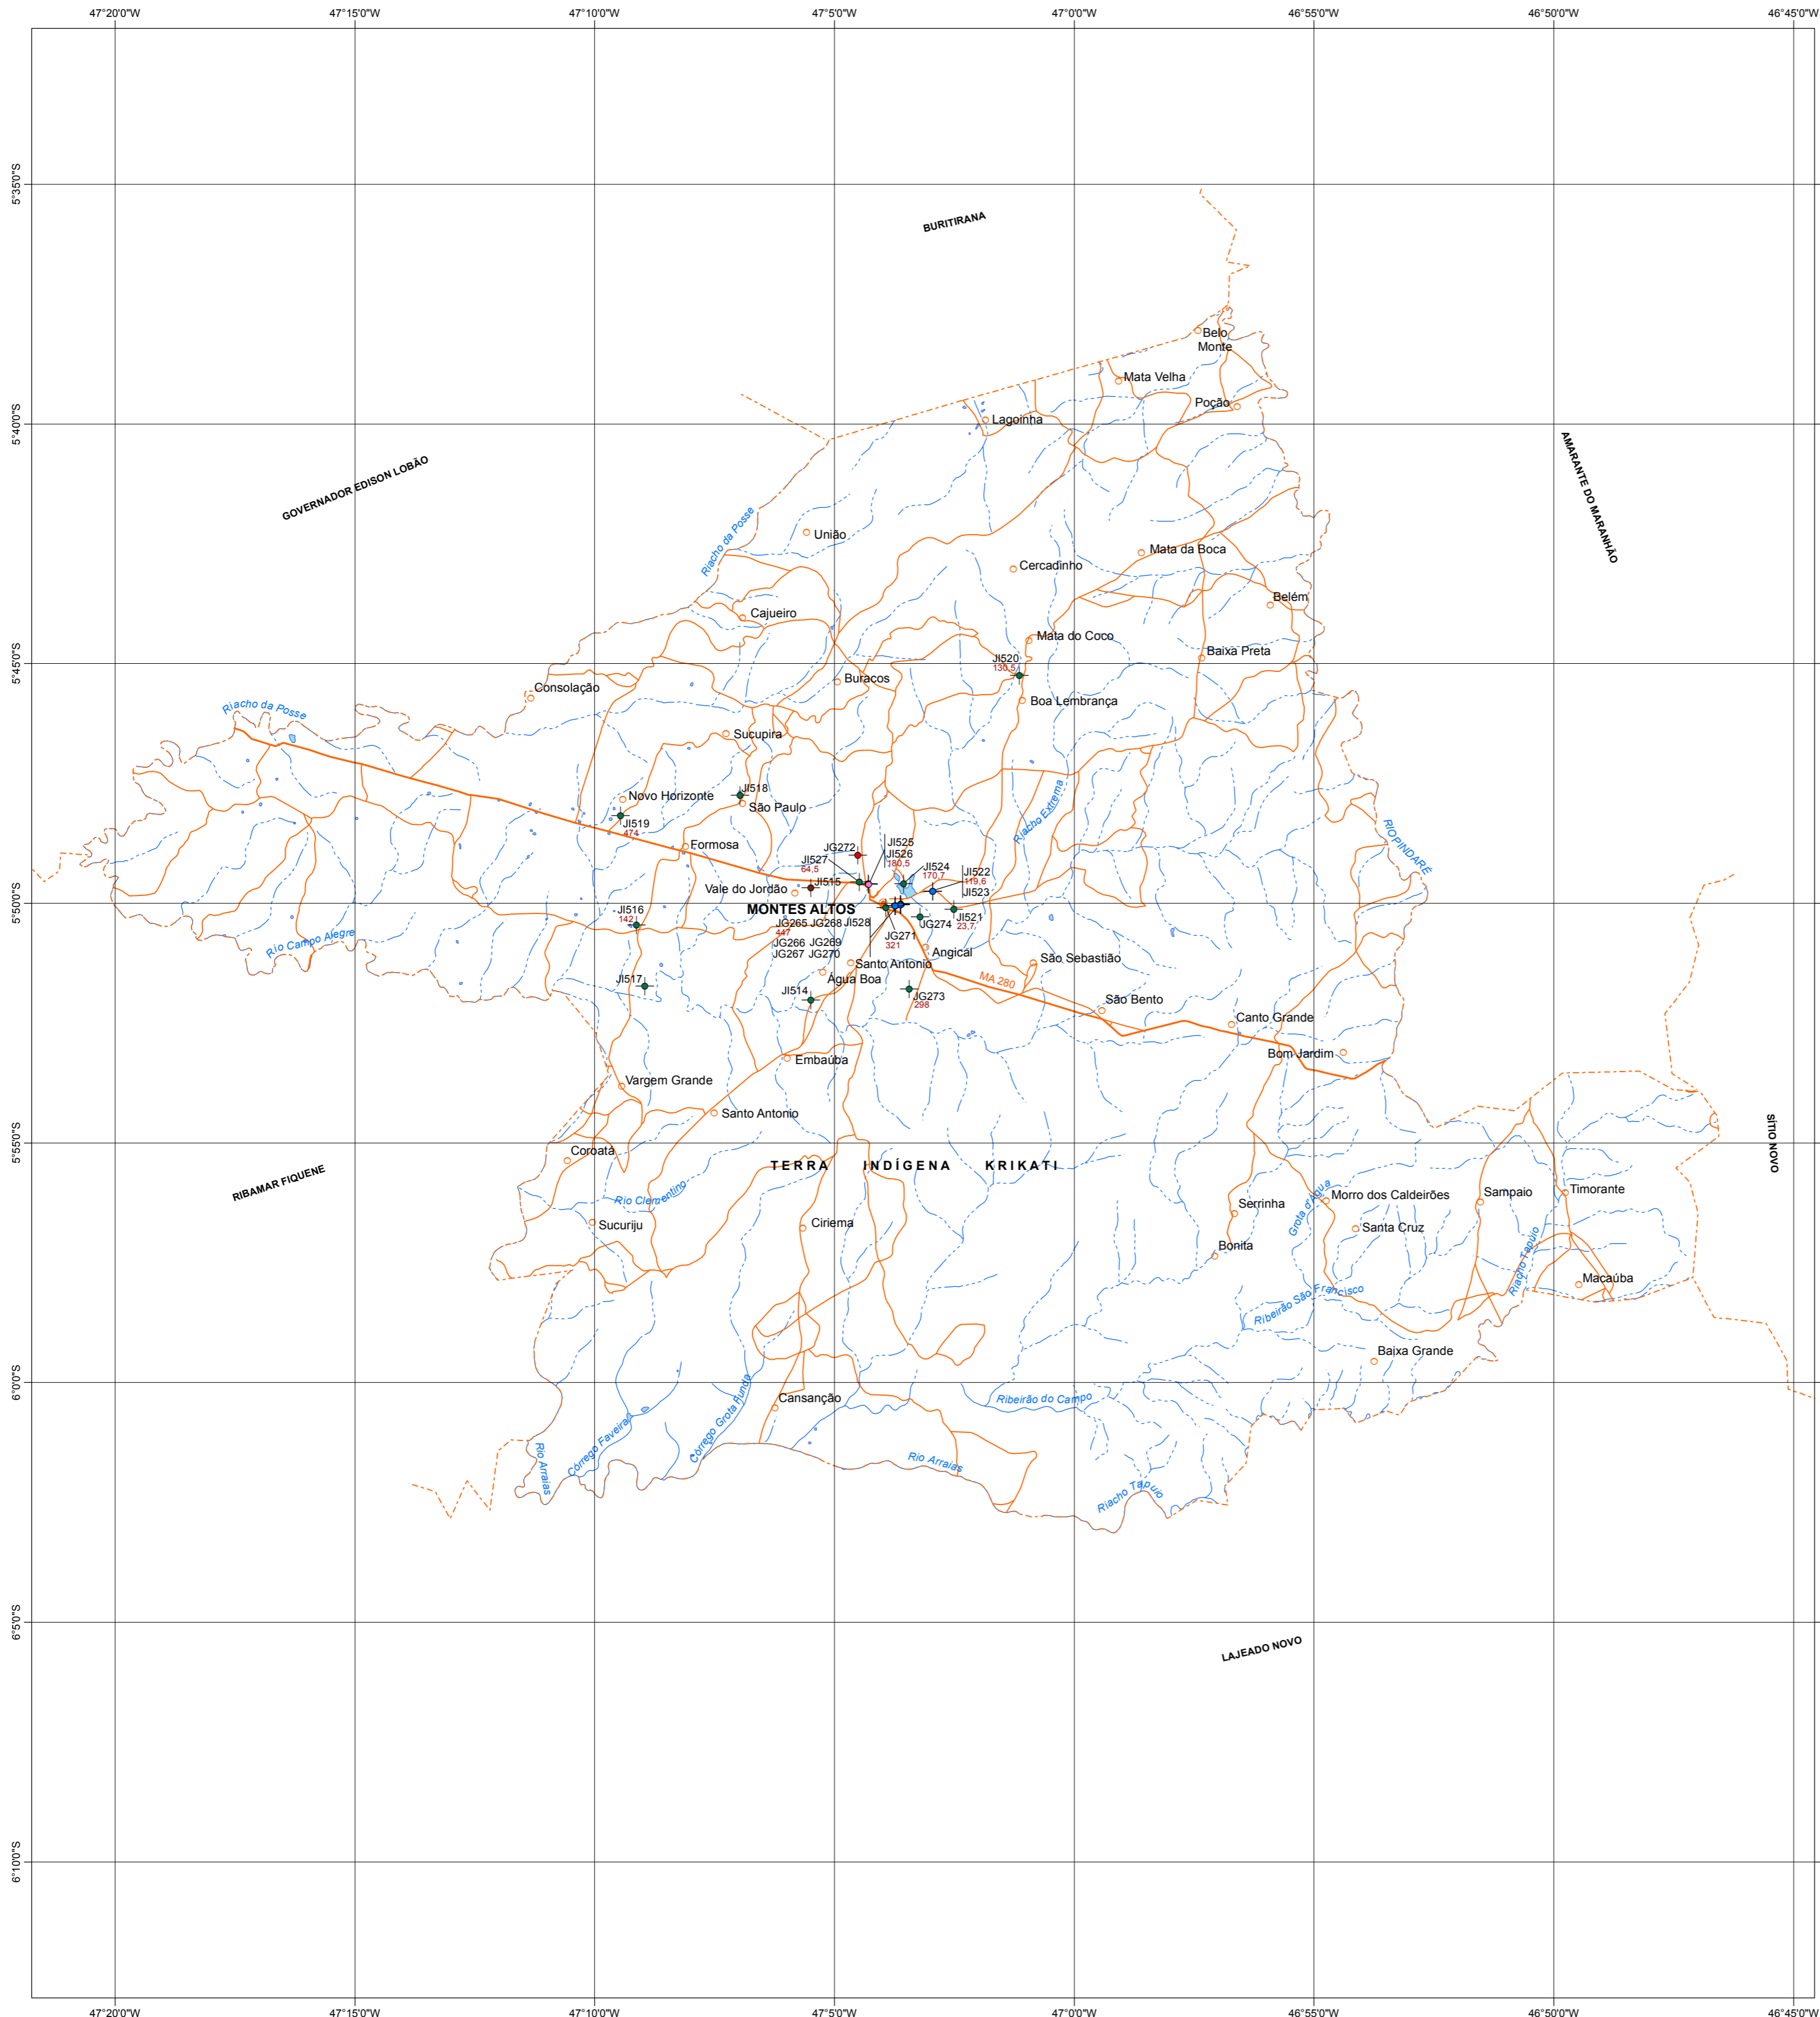 47°20'0"W 47°15'0"W 47°10'0"W 47°5'0"W 47°0'0"W 46°55'0"W 46°50'0"W 46°45'0"W
5°35'0"S
BURITIRANA
Belo
Monte
Mata Velha
Poção
Lagoinha
5°40'0"S
GOVERNADOR EDISON LOBÃO
AMARANTE DO MARANHÃO
Riacho da Posse
União
Mata da Boca
Cercadinho
Belém
Cajueiro
Mata do Coco
Baixa Preta
5°45'0"S
JI520
130,5
Buracos
Consolação
Boa Lembrança
Riacho da Posse
Sucupira
JI518
Novo Horizonte
São Paulo
Riacho Extrema
JI519
474
RIO PINDARÉ
Formosa
JG272
JI525
JI526
180,5
JI527
64,5
JI524
170,7
JI522
119,6
JI523
JI515
Vale do Jordão
5°50'0"S
MONTES ALTOS
JI516
142
JG265 JG268 JI528
447
JG266 JG269
JG267 JG270
JG271
321
JG274
JI521
23,7
Rio Campo Alegre
Angical
São Sebastião
Santo Antonio
Água Boa
JI517
MA 280
JI514
JG273
298
São Bento
Canto Grande
Bom Jardim
Embaúba
Vargem Grande
Santo Antonio
5°55'0"S
SÍTIO NOVO
Coroatá
TERRA INDÍGENA KRIKATI
RIBAMAR FIQUENE
Rio Clementino
Grota d'Água
Morro dos Caldeirões
Sampaio
Timorante
Serrinha
Sucuriju
Ciriema
Santa Cruz
Bonita
Riacho Tapúio
Macaúba
Ribeirão São Francisco
Baixa Grande
6°0'0"S
Cansanção
Ribeirão do Campo
Córrego Grota Funda
Córrego Faveira
Rio Arraias
Rio Arraias
Riacho Tapuio
6°5'0"S
LAJEADO NOVO
6°10'0"S
47°20'0"W 47°15'0"W 47°10'0"W 47°5'0"W 47°0'0"W 46°55'0"W 46°50'0"W 46°45'0"W